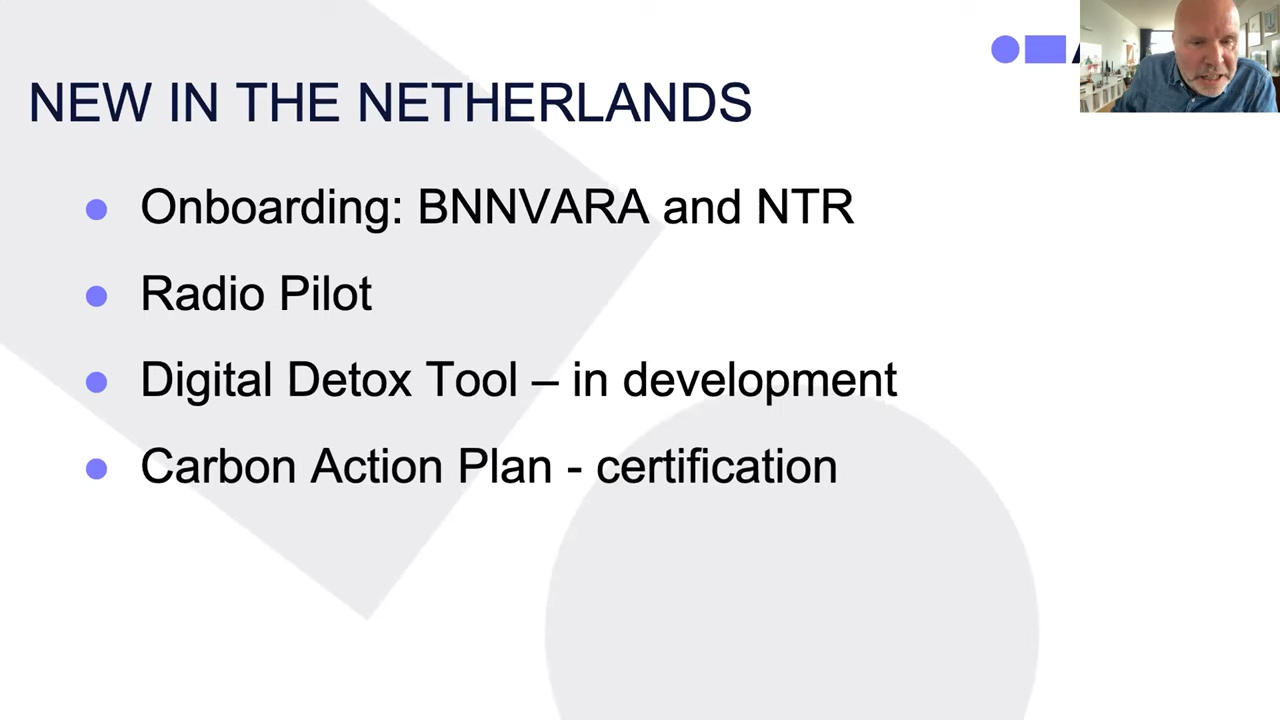 NEW IN THE NETHERLANDS
Onboarding: BNNVARA and NTR
Radio Pilot
Digital Detox Tool – in development
Carbon Action Plan - certification